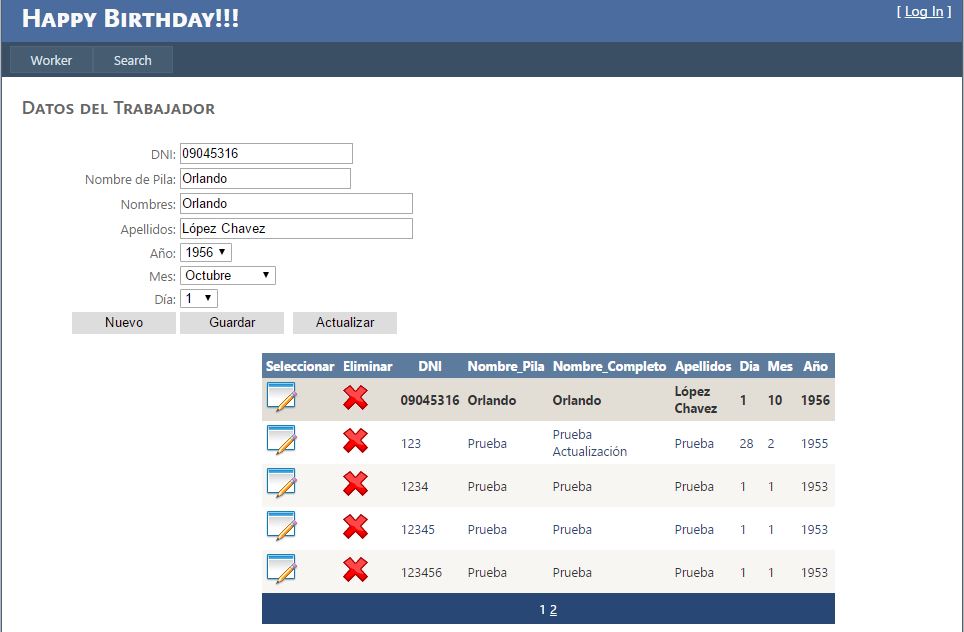 Happy Birthday!!!
[ Log In ]
Worker Search
Datos del Trabajador
DNI: 09045316
Nombre de Pila: Orlando
Nombres: Orlando
Apellidos: López Chavez
Año: 1956
Mes: Octubre
Día: 1
Nuevo Guardar Actualizar
Seleccionar Eliminar DNI Nombre_Pila Nombre_Completo Apellidos Dia Mes Año
09045316 Orlando Orlando López Chavez 1 10 1956
123 Prueba Prueba Actualización Prueba 28 2 1955
1234 Prueba Prueba Prueba 1 1 1953
12345 Prueba Prueba Prueba 1 1 1953
123456 Prueba Prueba Prueba 1 1 1953
1 2